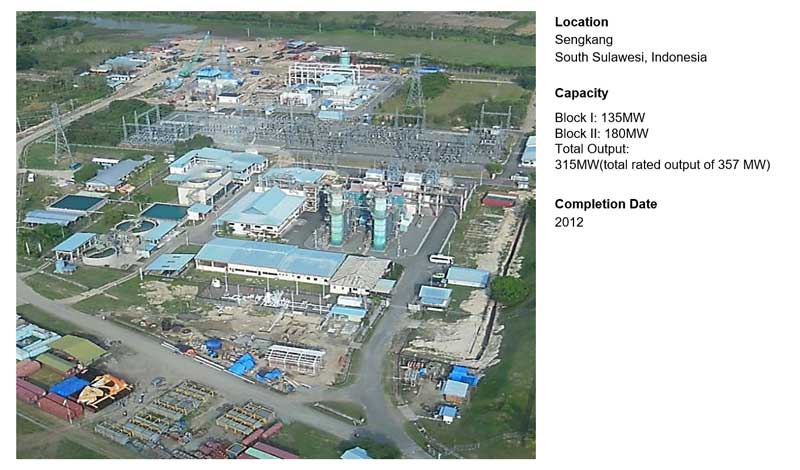 Location
Sengkang
South Sulawesi, Indonesia
Capacity
Block I: 135MW
Block II: 180MW
Total Output:
315MW(total rated output of 357 MW)
Completion Date
2012